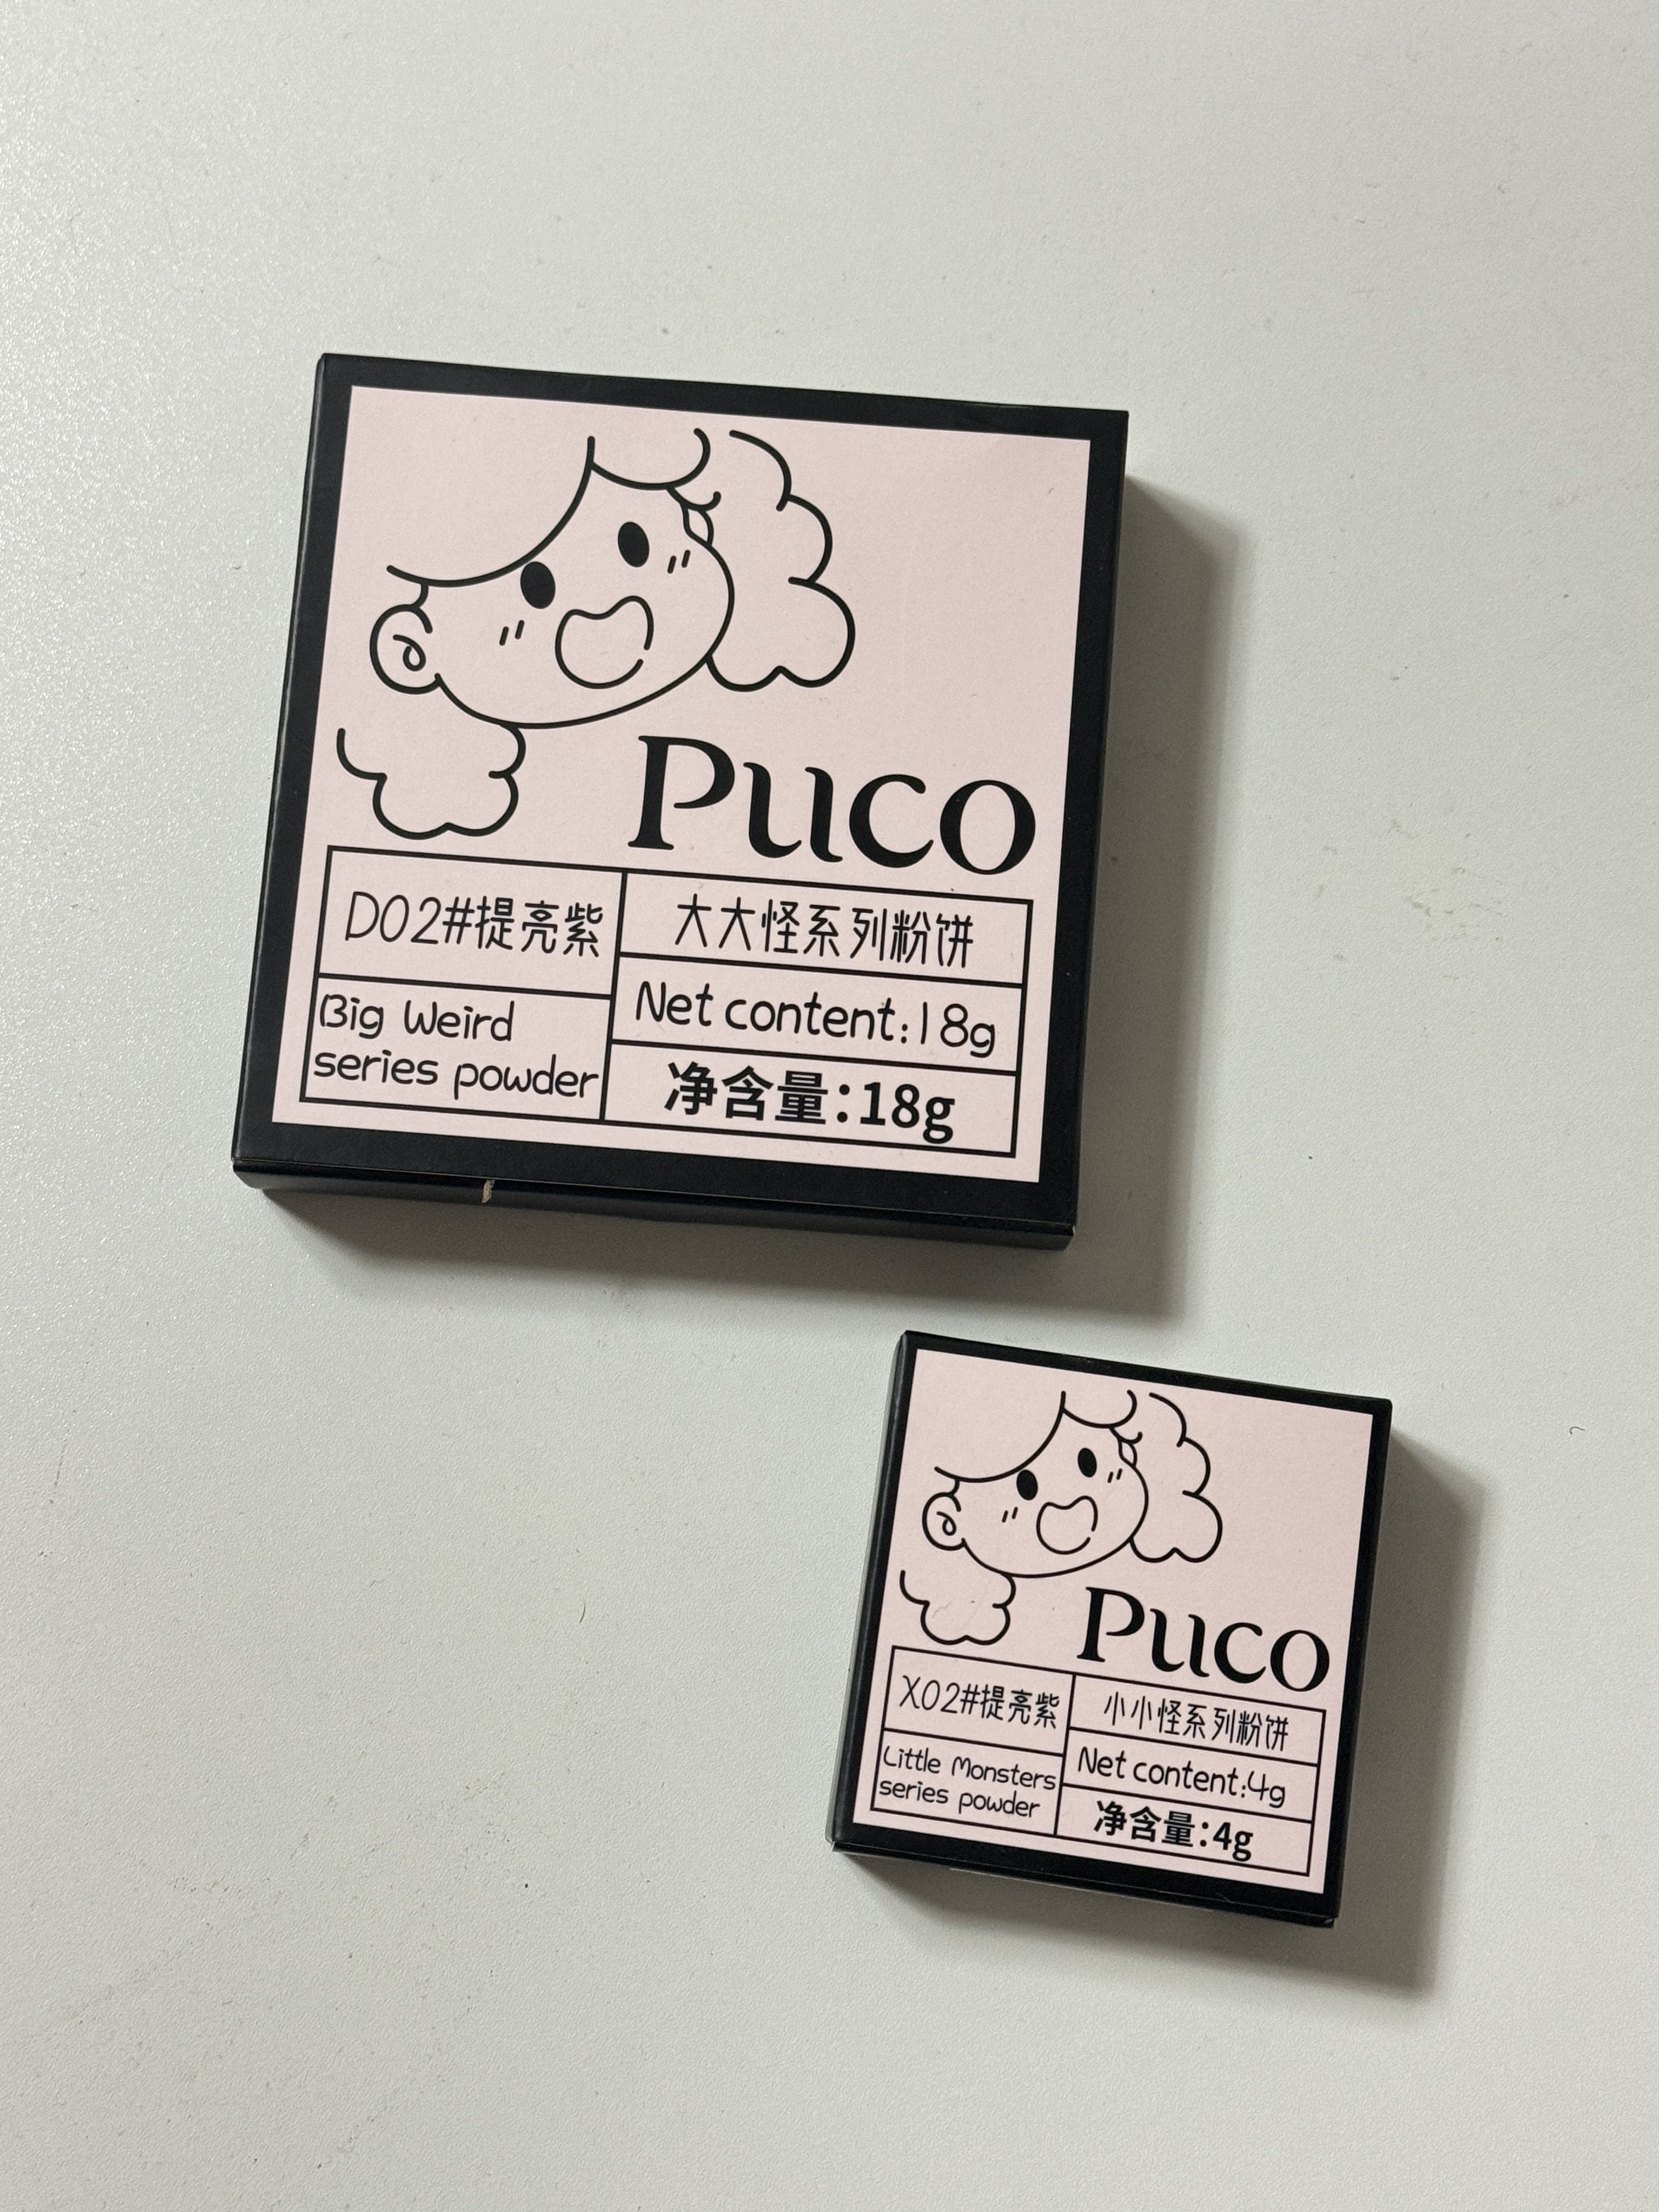 Puco
D02#提亮紫
Big Weird
series powder
大大怪系列粉饼
Net content:18g
净含量:18g
Puco
X02#提亮紫
Little Monsters
series powder
小小怪系列粉饼
Net content:4g
净含量:4g